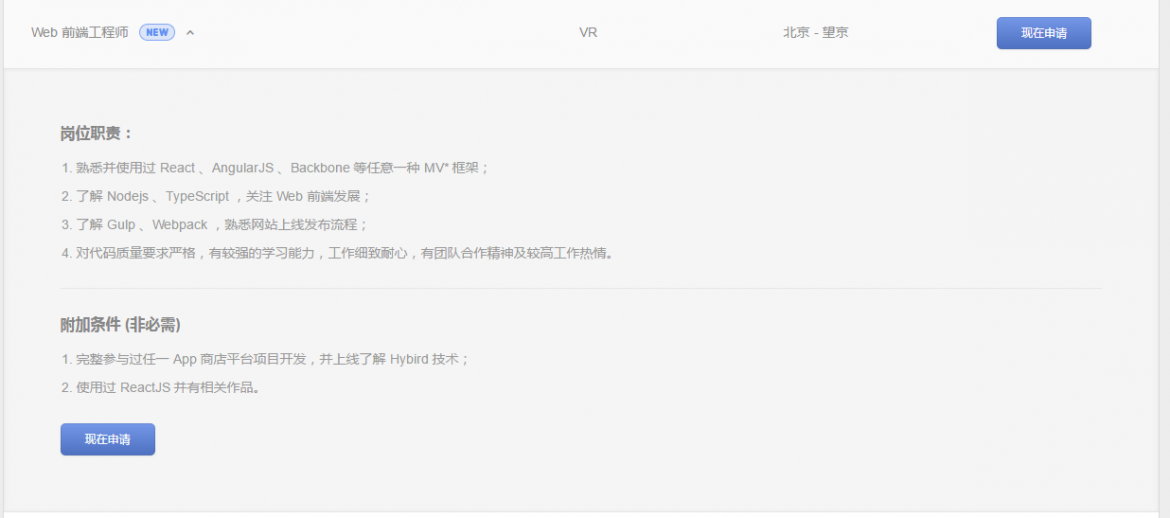 Web 前端工程师 NEW VR 北京 - 望京 现在申请
岗位职责：
1. 熟悉并使用过 React 、AngularJS 、Backbone 等任意一种 MV* 框架；
2. 了解 Nodejs 、TypeScript ，关注 Web 前端发展；
3. 了解 Gulp 、Webpack ，熟悉网站上线发布流程；
4. 对代码质量要求严格，有较强的学习能力，工作细致耐心，有团队合作精神及较高工作热情。
附加条件 (非必需)
1. 完整参与过任一 App 商店平台项目开发，并上线了解 Hybird 技术；
2. 使用过 ReactJS 并有相关作品。
现在申请